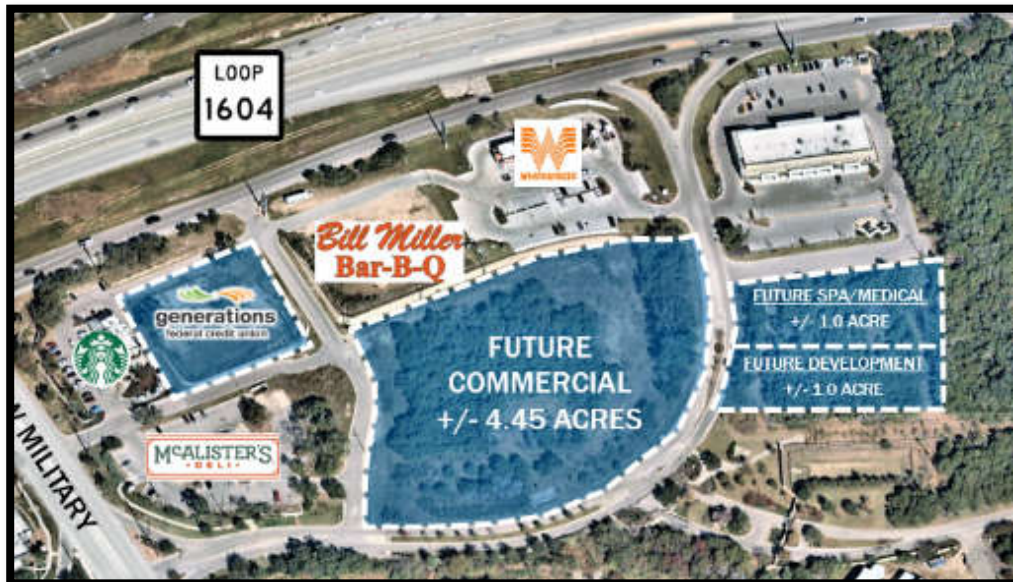 LOOP
1604
WHATABURGER
Bill Miller
Bar-B-Q
generations
federal credit union
FUTURE SPA/MEDICAL
+/- 1.0 ACRE
FUTURE
COMMERCIAL
+/- 4.45 ACRES
FUTURE DEVELOPMENT
+/- 1.0 ACRE
McALISTER'S
DELI
N MILITARY